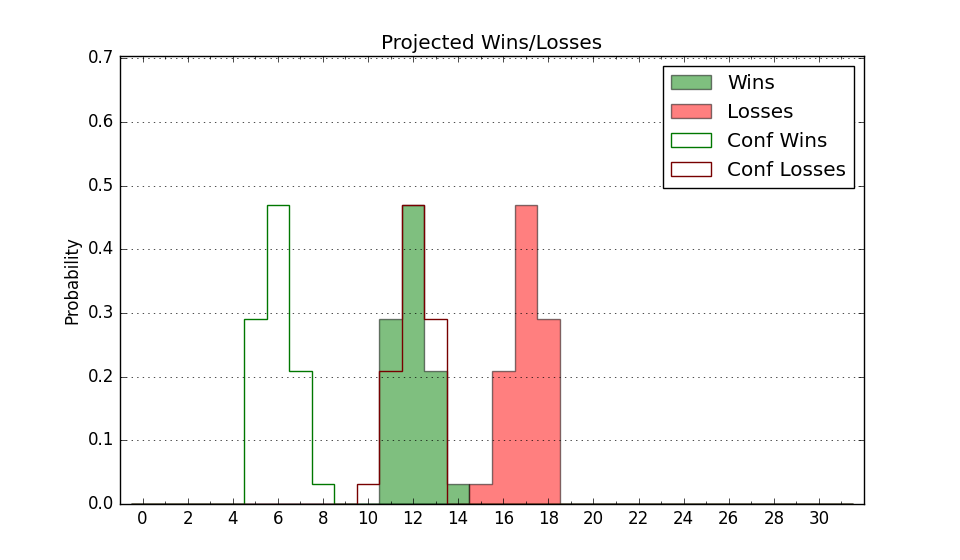 Projected Wins/Losses
0.7
0.6
0.5
0.4
0.3
0.2
0.1
0.0
Probability
Wins
Losses
Conf Wins
Conf Losses
0 2 4 6 8 10 12 14 16 18 20 22 24 26 28 30